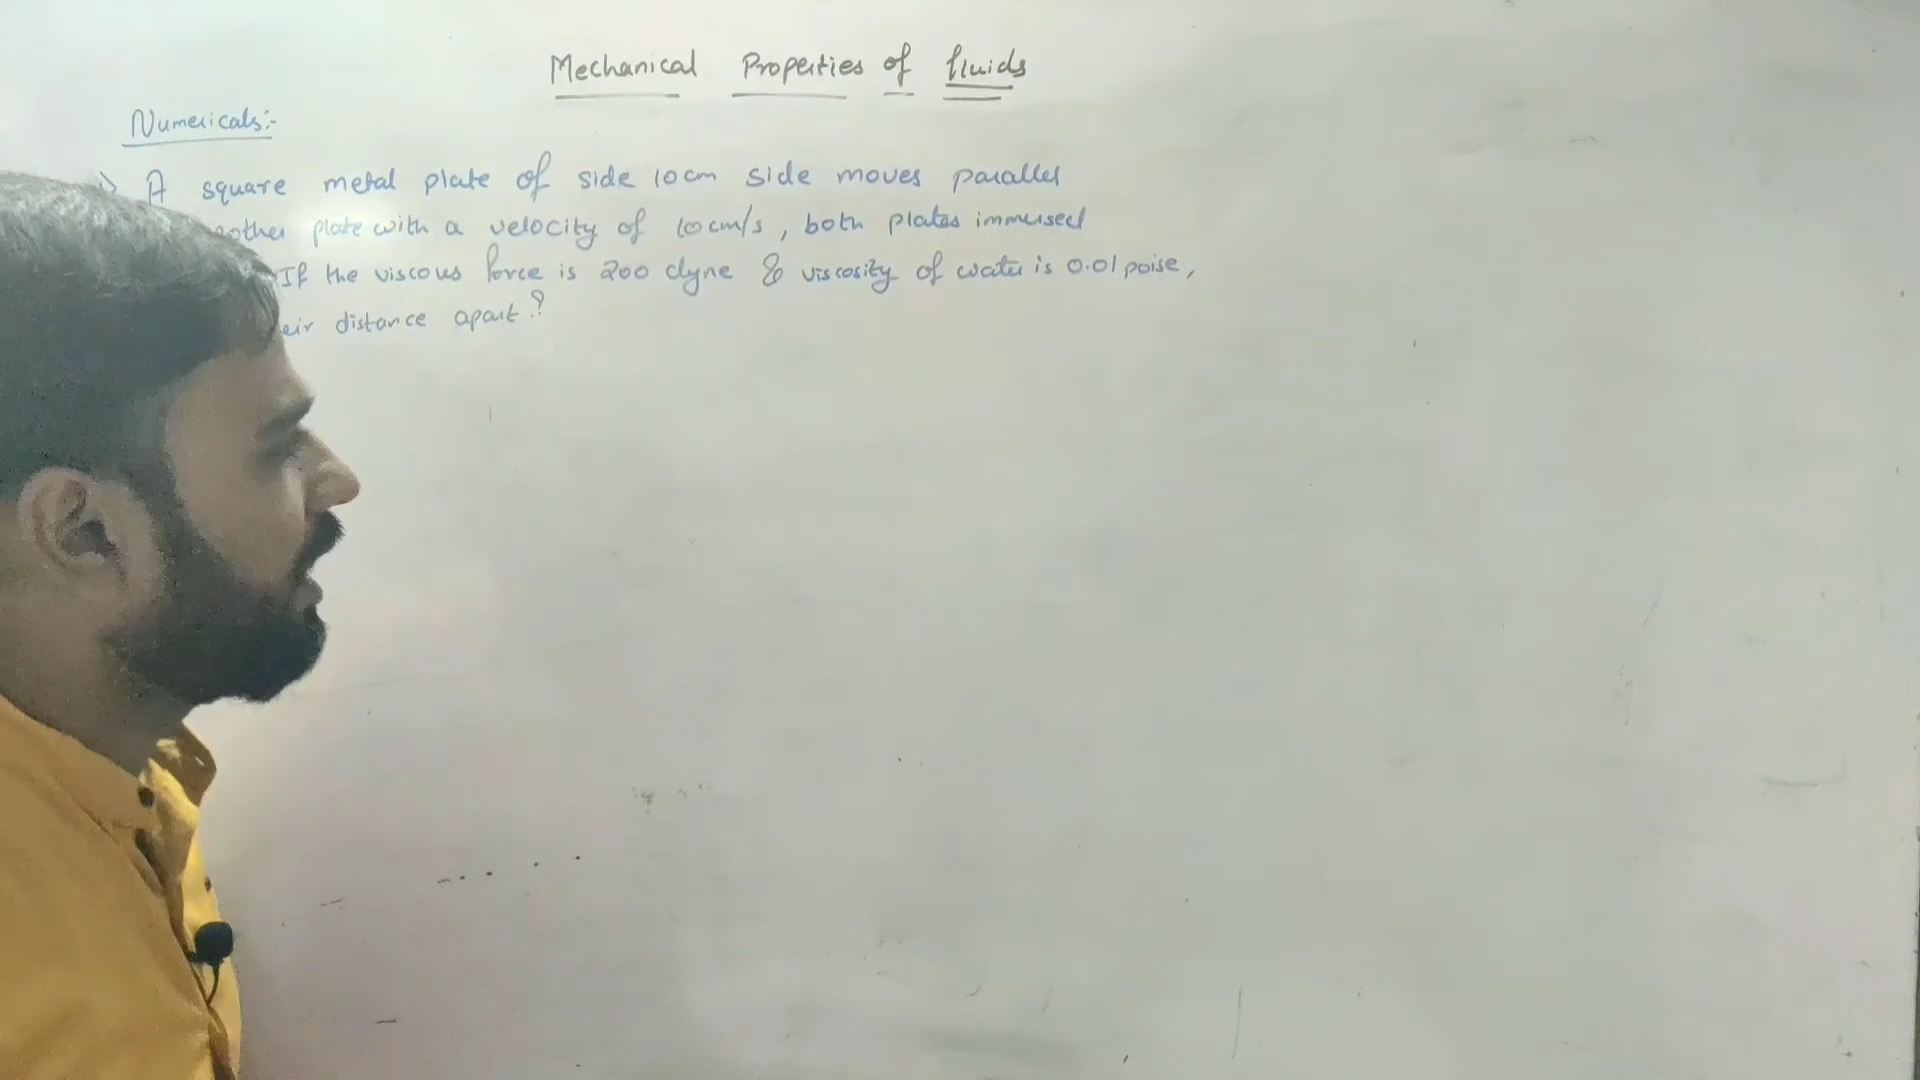 Mechanical Properties of fluids
Numericals:-
A square metal plate of side 10cm side moves parallel
plate with a velocity of 10cm/s, both plates immersed
If the viscous force is 200 dyne & viscosity of water is 0.01 poise,
distance apart?